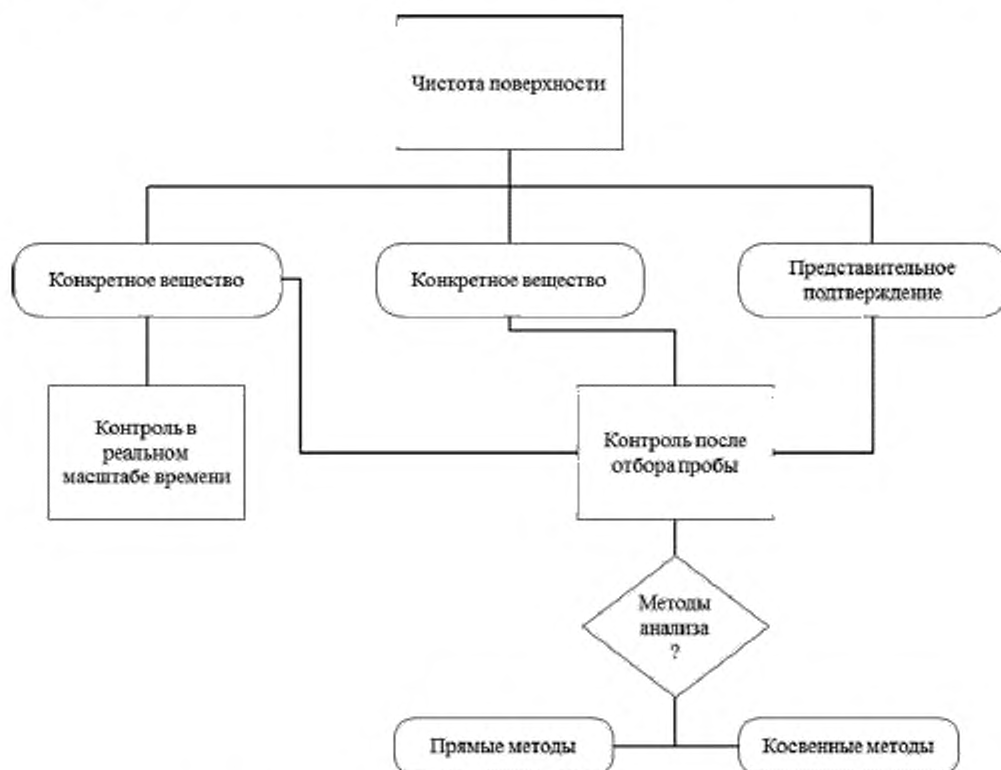 Чистота поверхности
Конкретное вещество
Конкретное вещество
Представительное
подтверждение
Контроль в
реальном
масштабе времени
Контроль после
отбора пробы
Методы
анализа
?
Прямые методы
Косвенные методы